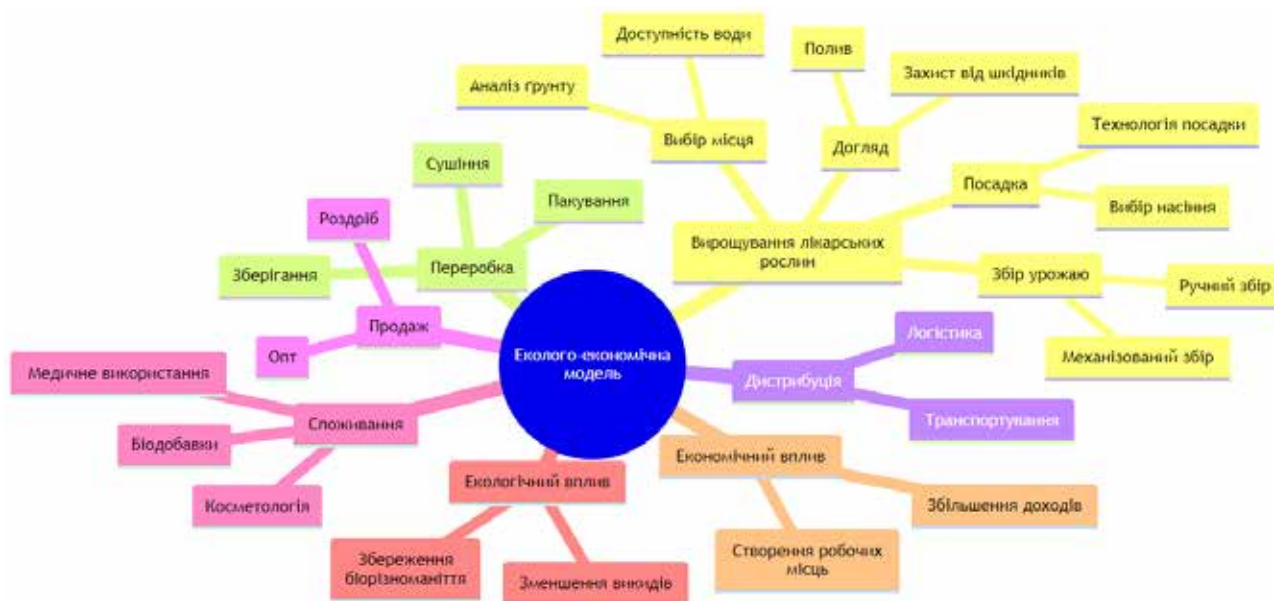 Доступність води
Полив
Захист від шкідників
Аналіз ґрунту
Технологія посадки
Вибір місця
Догляд
Сушіння
Посадка
Пакування
Вибір насіння
Роздріб
Вирощування лікарських
рослин
Зберігання
Переробка
Збір урожаю
Ручний збір
Продаж
Логістика
Опт
Еколого-економічна
модель
Механізований збір
Медичне використання
Дистрибуція
Споживання
Транспортування
Біодобавки
Економічний вплив
Екологічний вплив
Косметологія
Збільшення доходів
Збереження
біорізноманіття
Зменшення викидів
Створення робочих
місць